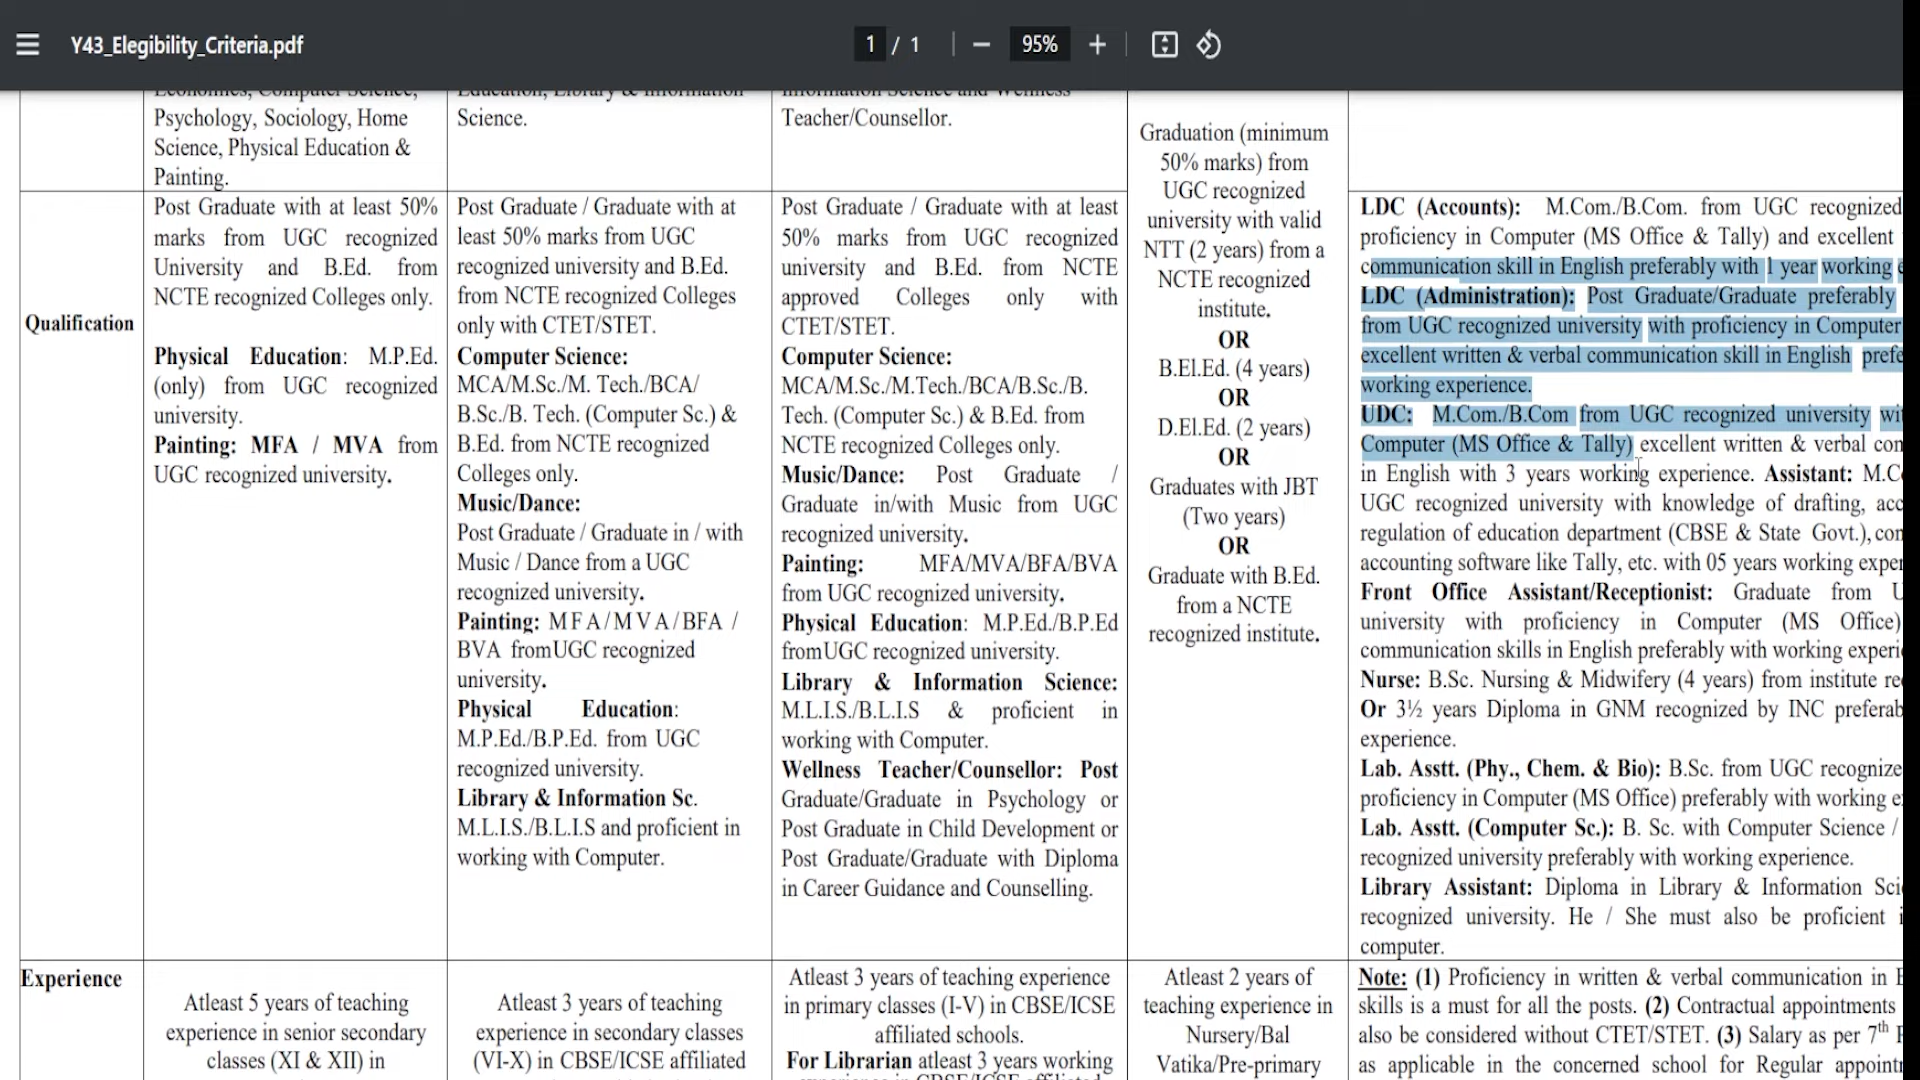 Y43_Elegibility_Criteria.pdf
1 / 1
95%
Economics, Computer Science,
Psychology, Sociology, Home
Science, Physical Education &
Painting.
Education, Library & Information
Science.
Information Science and Wellness
Teacher/Counsellor.
Qualification
Post Graduate with at least 50%
marks from UGC recognized
University and B.Ed. from
NCTE recognized Colleges only.
Physical Education: M.P.Ed.
(only) from UGC recognized
university.
Painting: MFA / MVA from
UGC recognized university.
Post Graduate / Graduate with at
least 50% marks from UGC
recognized university and B.Ed.
from NCTE recognized Colleges
only with CTET/STET.
Computer Science:
MCA/M.Sc./M. Tech./BCA/
B.Sc./B. Tech. (Computer Sc.) &
B.Ed. from NCTE recognized
Colleges only.
Music/Dance:
Post Graduate / Graduate in / with
Music / Dance from a UGC
recognized university.
Painting: MFA/MVA/BFA /
BVA fromUGC recognized
university.
Physical Education:
M.P.Ed./B.P.Ed. from UGC
recognized university.
Library & Information Sc.
M.L.I.S./B.L.I.S and proficient in
working with Computer.
Post Graduate / Graduate with at least
50% marks from UGC recognized
university and B.Ed. from NCTE
approved Colleges only with
CTET/STET.
Computer Science:
MCA/M.Sc./M.Tech./BCA/B.Sc./B.
Tech. (Computer Sc.) & B.Ed. from
NCTE recognized Colleges only.
Music/Dance: Post Graduate /
Graduate in/with Music from UGC
recognized university.
Painting: MFA/MVA/BFA/BVA
from UGC recognized university.
Physical Education: M.P.Ed./B.P.Ed
fromUGC recognized university.
Library & Information Science:
M.L.I.S./B.L.I.S & proficient in
working with Computer.
Wellness Teacher/Counsellor: Post
Graduate/Graduate in Psychology or
Post Graduate in Child Development or
Post Graduate/Graduate with Diploma
in Career Guidance and Counselling.
Graduation (minimum
50% marks) from
UGC recognized
university with valid
NTT (2 years) from a
NCTE recognized
institute.
OR
B.El.Ed. (4 years)
OR
D.El.Ed. (2 years)
OR
Graduates with JBT
(Two years)
OR
Graduate with B.Ed.
from a NCTE
recognized institute.
LDC (Accounts): M.Com./B.Com. from UGC recognized
proficiency in Computer (MS Office & Tally) and excellent
communication skill in English preferably with 1 year working
LDC (Administration): Post Graduate/Graduate preferably
from UGC recognized university with proficiency in Computer
excellent written & verbal communication skill in English
working experience.
UDC: M.Com./B.Com from UGC recognized university
Computer (MS Office & Tally) excellent written & verbal
in English with 3 years working experience. Assistant:
UGC recognized university with knowledge of drafting,
regulation of education department (CBSE & State Govt.),
accounting software like Tally, etc. with 05 years working
Front Office Assistant/Receptionist: Graduate from
university with proficiency in Computer (MS Office)
communication skills in English preferably with working
Nurse: B.Sc. Nursing & Midwifery (4 years) from institute
Or 3½ years Diploma in GNM recognized by INC
experience.
Lab. Asstt. (Phy., Chem. & Bio): B.Sc. from UGC
proficiency in Computer (MS Office) preferably with working
Lab. Asstt. (Computer Sc.): B. Sc. with Computer Science /
recognized university preferably with working experience.
Library Assistant: Diploma in Library & Information
recognized university. He / She must also be proficient
computer.
Experience
Atleast 5 years of teaching
experience in senior secondary
classes (XI & XII) in
Atleast 3 years of teaching
experience in secondary classes
(VI-X) in CBSE/ICSE affiliated
Atleast 3 years of teaching experience
in primary classes (I-V) in CBSE/ICSE
affiliated schools.
For Librarian atleast 3 years working
Atleast 2 years of
teaching experience in
Nursery/Bal
Vatika/Pre-primary
Note: (1) Proficiency in written & verbal communication in
skills is a must for all the posts. (2) Contractual appointments
also be considered without CTET/STET. (3) Salary as per 7th
as applicable in the concerned school for Regular